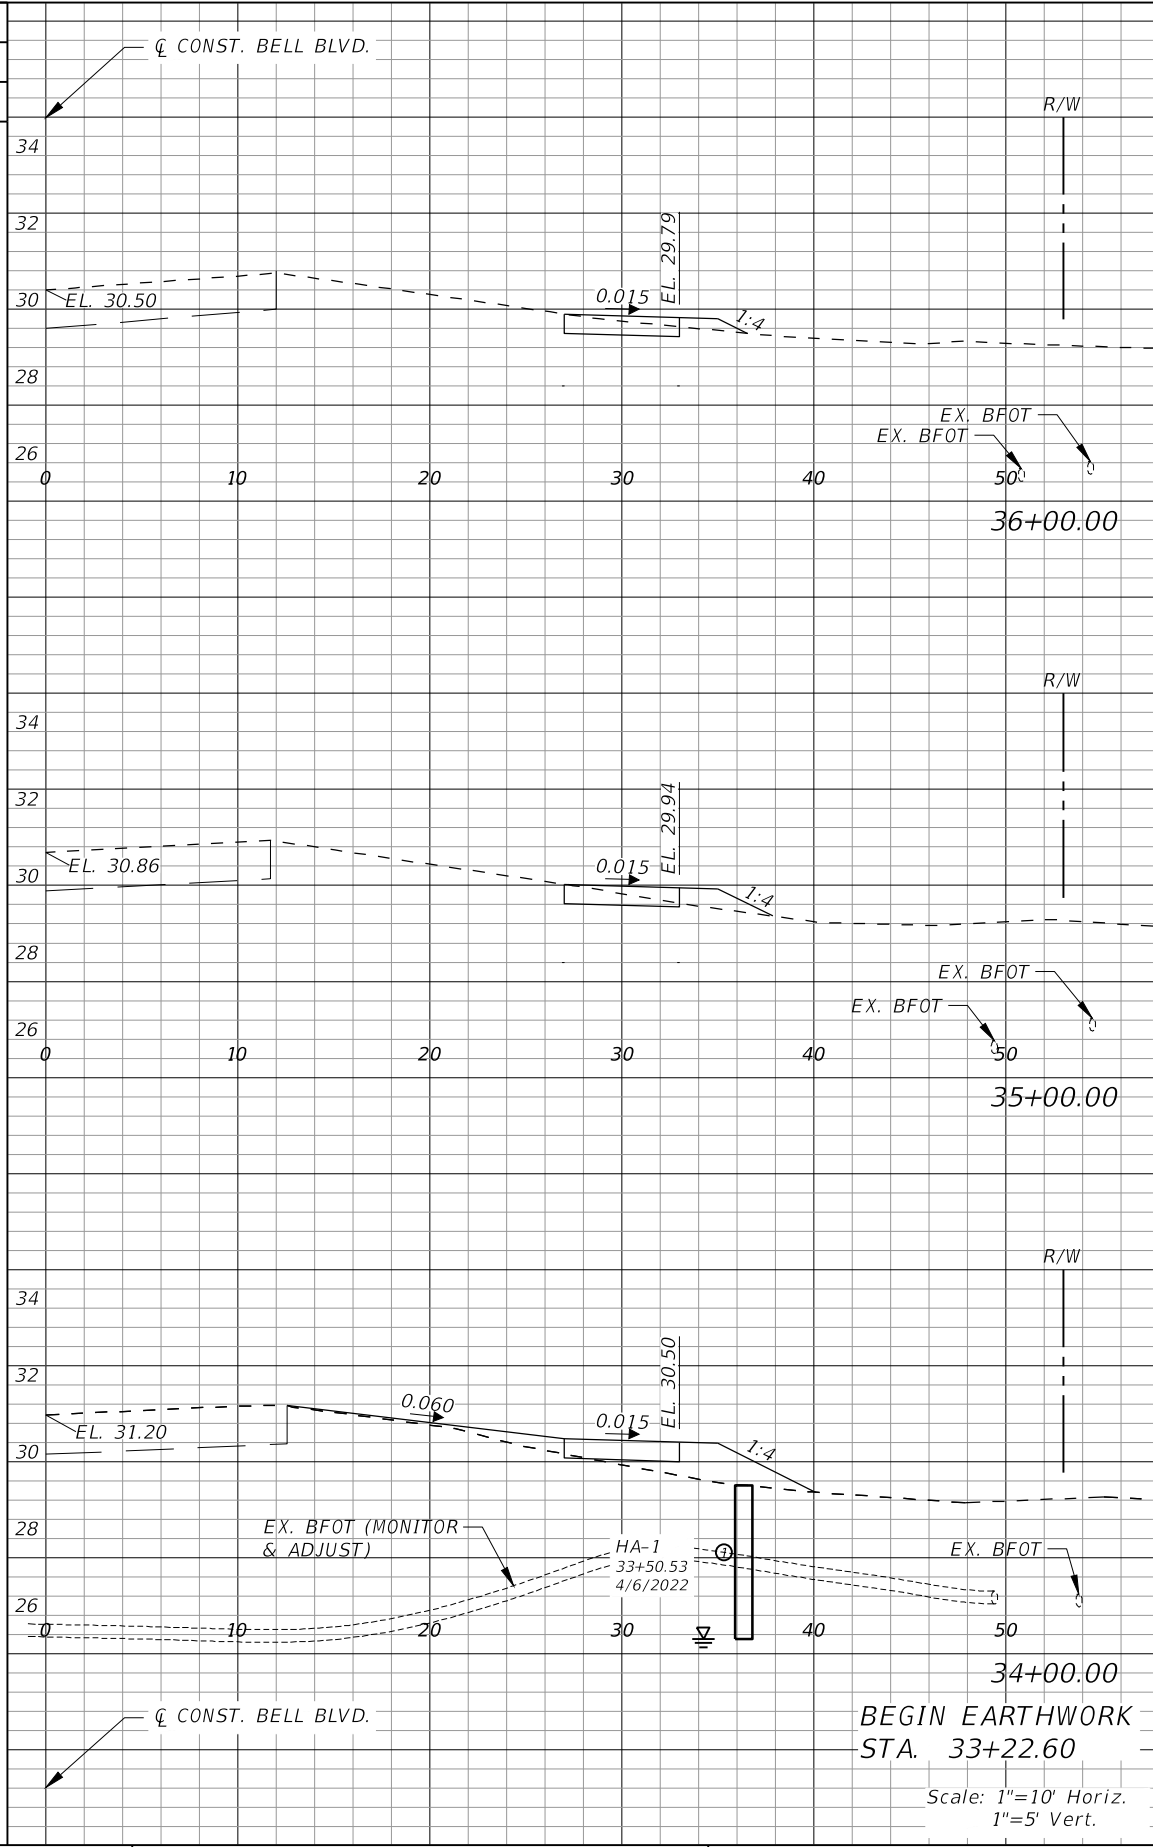 ℄ CONST. BELL BLVD.
R/W
34
32
EL. 29.79
30
EL. 30.50
0.015
1:4
28
EX. BFOT
EX. BFOT
26
0 10 20 30 40 50
36+00.00
R/W
34
32
EL. 29.94
30
EL. 30.86
0.015
1:4
28
EX. BFOT
EX. BFOT
26
0 10 20 30 40 50
35+00.00
R/W
34
32
EL. 30.50
0.060
0.015
EL. 31.20
30
1:4
28
EX. BFOT (MONITOR
& ADJUST)
HA-1
33+50.53
4/6/2022
1
EX. BFOT
26
0 10 20 30 40 50
34+00.00
℄ CONST. BELL BLVD.
BEGIN EARTHWORK
STA. 33+22.60
Scale: 1"=10' Horiz.
1"=5' Vert.